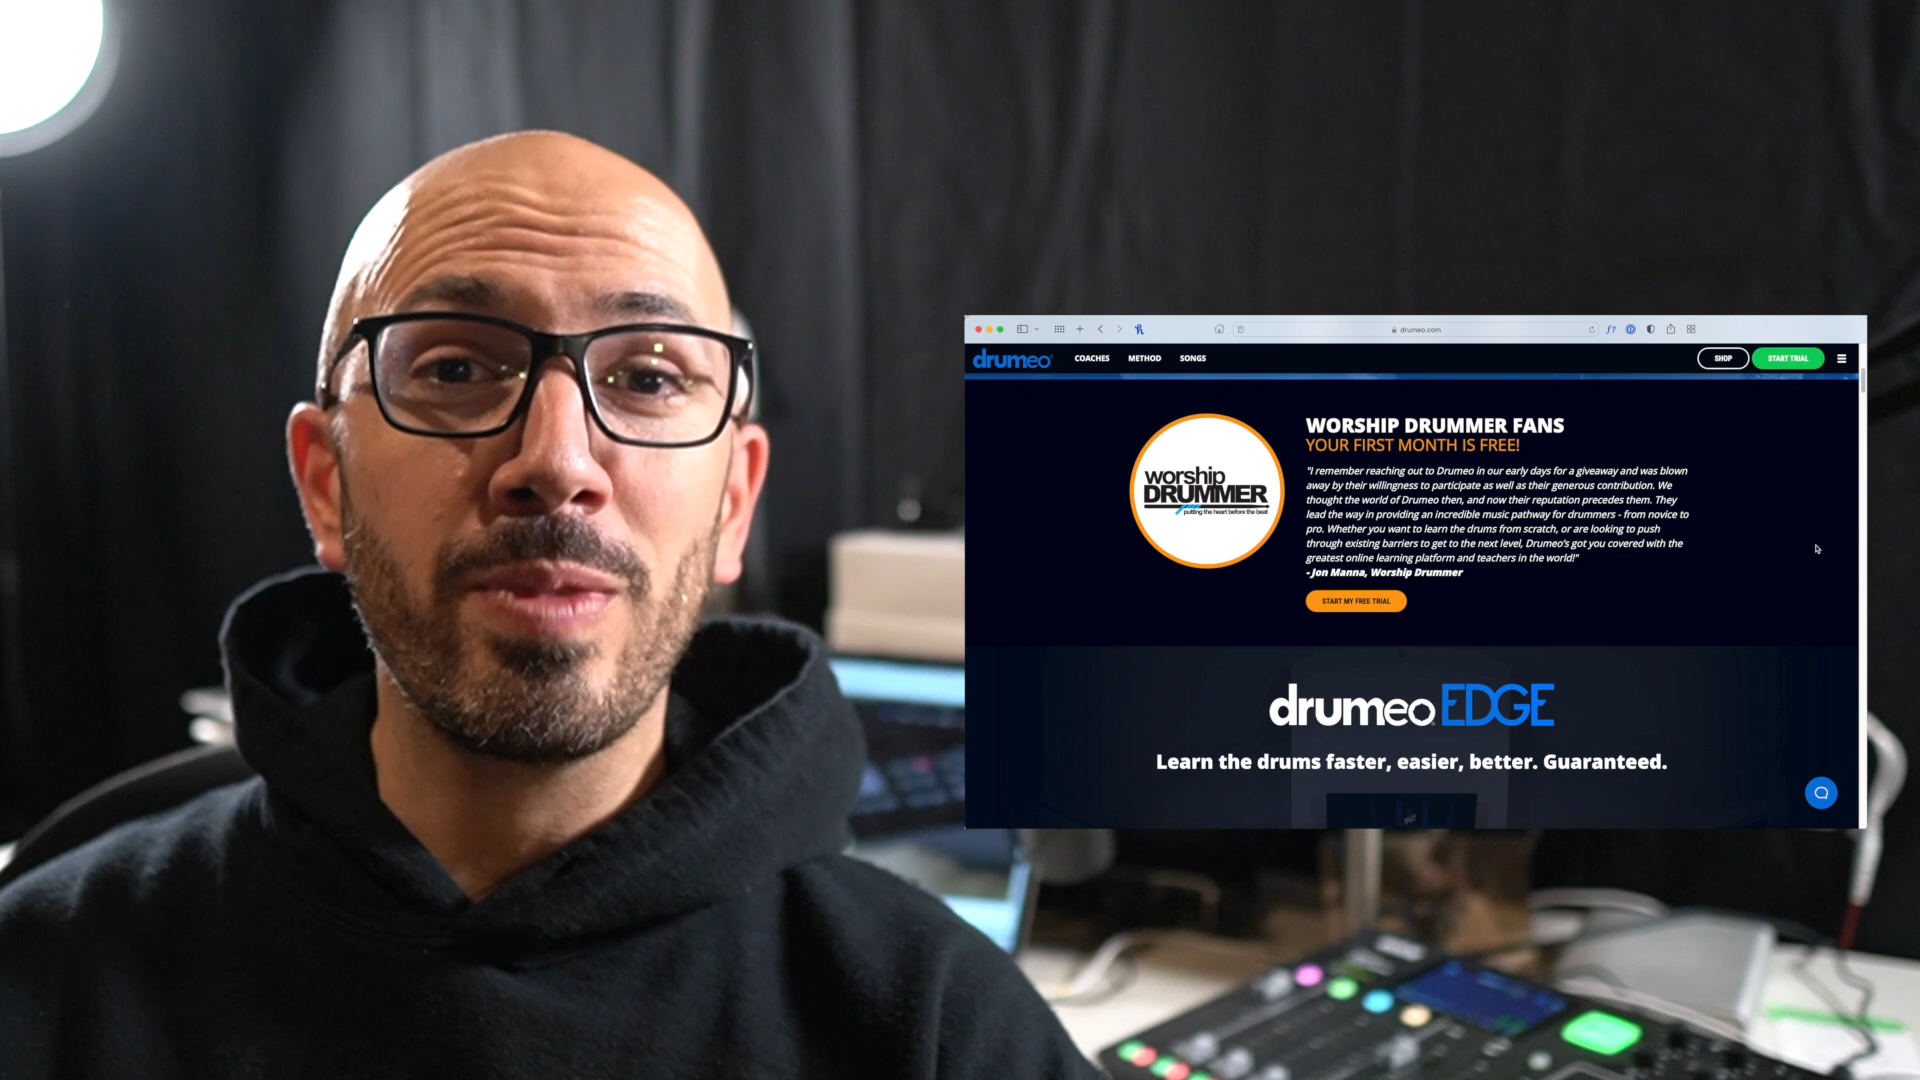 drumeo.com
drumeo
COACHES METHOD SONGS
SHOP
START TRIAL
worship
DRUMMER
putting the heart before the beat
WORSHIP DRUMMER FANS
YOUR FIRST MONTH IS FREE!
"I remember reaching out to Drumeo in our early days for a giveaway and was blown
away by their willingness to participate as well as their generous contribution. We
thought the world of Drumeo then, and now their reputation precedes them. They
lead the way in providing an incredible music pathway for drummers - from novice to
pro. Whether you want to learn the drums from scratch, or are looking to push
through existing barriers to get to the next level, Drumeo's got you covered with the
greatest online learning platform and teachers in the world!"
- Jon Manna, Worship Drummer
START MY FREE TRIAL
drumeo EDGE
Learn the drums faster, easier, better. Guaranteed.